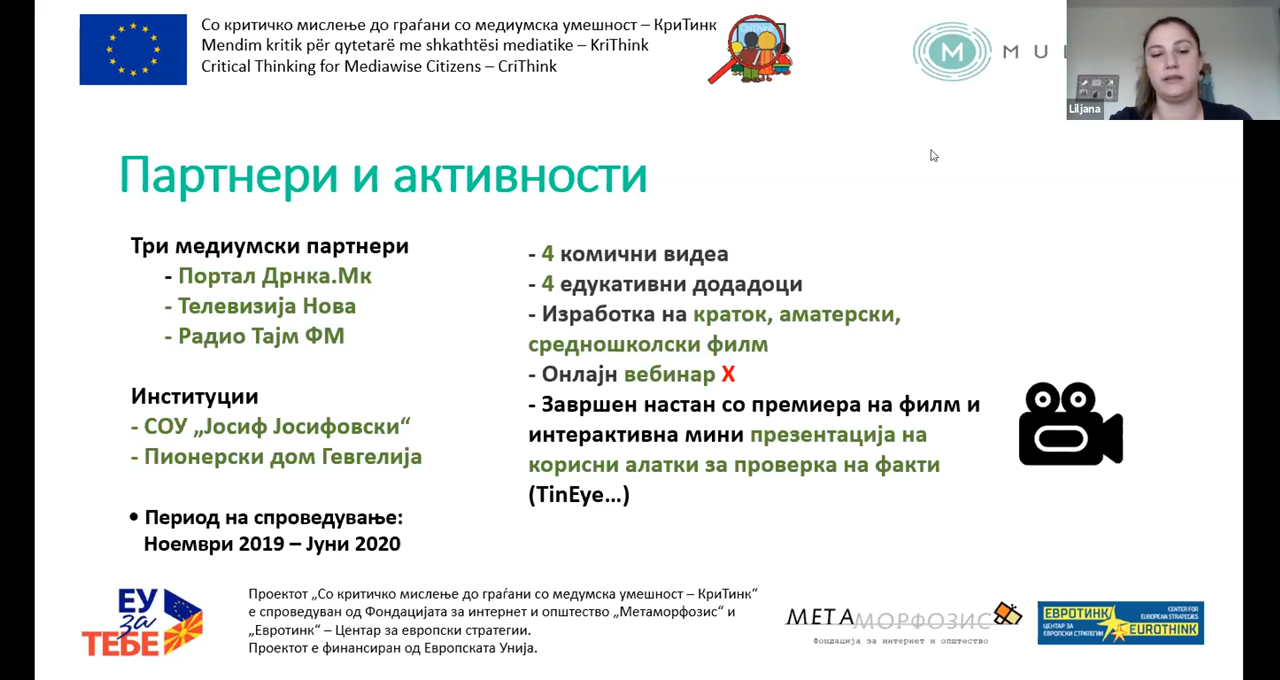 Со критичко мислење до граѓани со медиумска умешност – КриТинк
Mendim kritik për qytetarë me shkathtësi mediatike – KriThink
Critical Thinking for Mediawise Citizens – CriThink
M U
Liljana
Партнери и активности
Три медиумски партнери
- Портал Дрнка.Мк
- Телевизија Нова
- Радио Тајм ФМ
Институции
- СОУ „Јосиф Јосифовски“
- Пионерски дом Гевгелија
• Период на спроведување:
Ноември 2019 – Јуни 2020
- 4 комични видеа
- 4 едукативни додадоци
- Изработка на краток, аматерски,
средношколски филм
- Онлајн вебинар X
- Завршен настан со премиера на филм и
интерактивна мини презентација на
корисни алатки за проверка на факти
(TinEye…)
ЕУ
за
ТЕБЕ
Проектот „Со критичко мислење до граѓани со медумска умешност – КриТинк“
е спроведуван од Фондацијата за интернет и општество „Метаморфозис“ и
„Евротинк“ – Центар за европски стратегии.
Проектот е финансиран од Европската Унија.
МЕТАМОРФОЗИС
Фондација за интернет и општество
ЕВРОТИНК
ЦЕНТАР ЗА
ЕВРОПСКИ СТРАТЕГИИ
CENTER FOR
EUROPEAN STRATEGIES
EUROTHINK